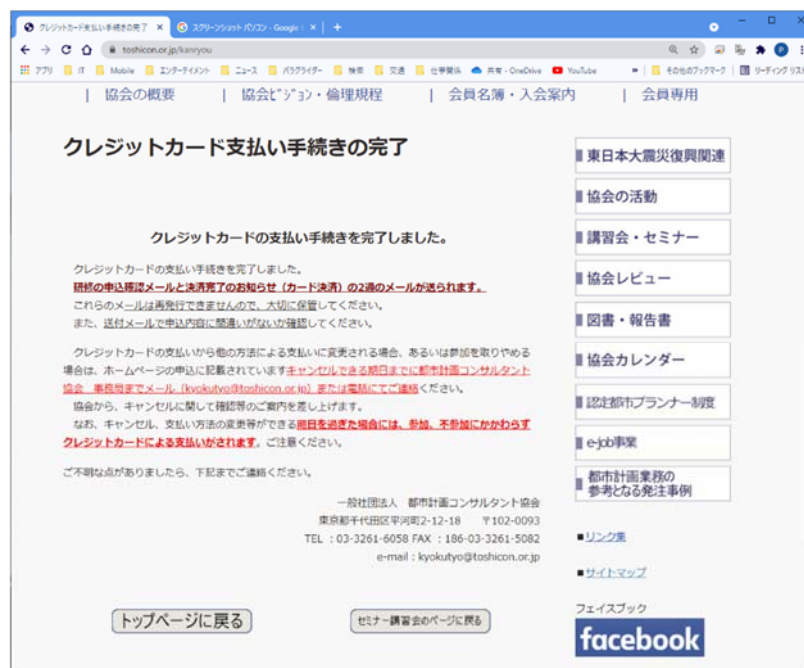 クレジットカード支払い手続きの完了
スクリーンショット パソコン - Google
toshicon.or.jp/kanryou
アプリ IT Mobile エンターテイメント ニュース パラグライダー 検索 交通 仕事関係 共有 - OneDrive YouTube » その他のブックマーク リーディング リスト
| 協会の概要 | 協会ビジョン・倫理規程 | 会員名簿・入会案内 | 会員専用
クレジットカード支払い手続きの完了
クレジットカードの支払い手続きを完了しました。
クレジットカードの支払い手続きを完了しました。
研修の申込確認メールと決済完了のお知らせ（カード決済）の2通のメールが送られます。
これらのメールは再発行できませんので、大切に保管してください。
また、送付メールで申込内容に間違いがないか確認してください。
クレジットカードの支払いから他の方法による支払いに変更される場合、あるいは参加を取りやめる
場合は、ホームページの申込に記載されていますキャンセルできる期日までに都市計画コンサルタント
協会　事務局までメール（kyokutyo@toshicon.or.jp）または電話にてご連絡ください。
協会から、キャンセルに関して確認等のご案内を差し上げます。
なお、キャンセル、支払い方法の変更等ができる期日を過ぎた場合には、参加、不参加にかかわらず
クレジットカードによる支払いがされます。ご注意ください。
ご不明な点がありましたら、下記までご連絡ください。
一般社団法人　都市計画コンサルタント協会
東京都千代田区平河町2-12-18　〒102-0093
TEL：03-3261-6058 FAX：186-03-3261-5082
e-mail：kyokutyo@toshicon.or.jp
トップページに戻る
セミナー講習会のページに戻る
東日本大震災復興関連
協会の活動
講習会・セミナー
協会レビュー
図書・報告書
協会カレンダー
認定都市プランナー制度
e-job事業
都市計画業務の
参考となる発注事例
■リンク集
■サイトマップ
フェイスブック
facebook